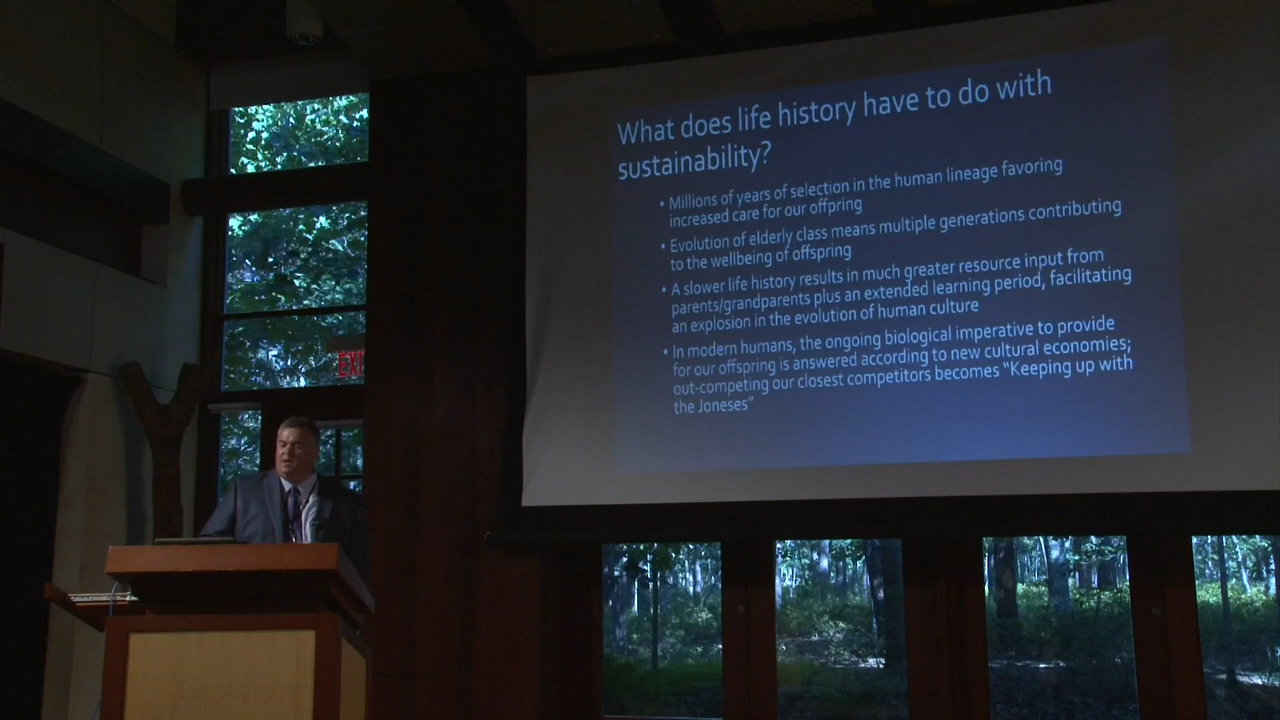 What does life history have to do with
sustainability?
• Millions of years of selection in the human lineage favoring
increased care for our offspring
• Evolution of elderly class means multiple generations contributing
to the wellbeing of offspring
• A slower life history results in much greater resource input from
parents/grandparents plus an extended learning period, facilitating
an explosion in the evolution of human culture
• In modern humans, the ongoing biological imperative to provide
for our offspring is answered according to new cultural economies;
out-competing our closest competitors becomes “Keeping up with
the Joneses”